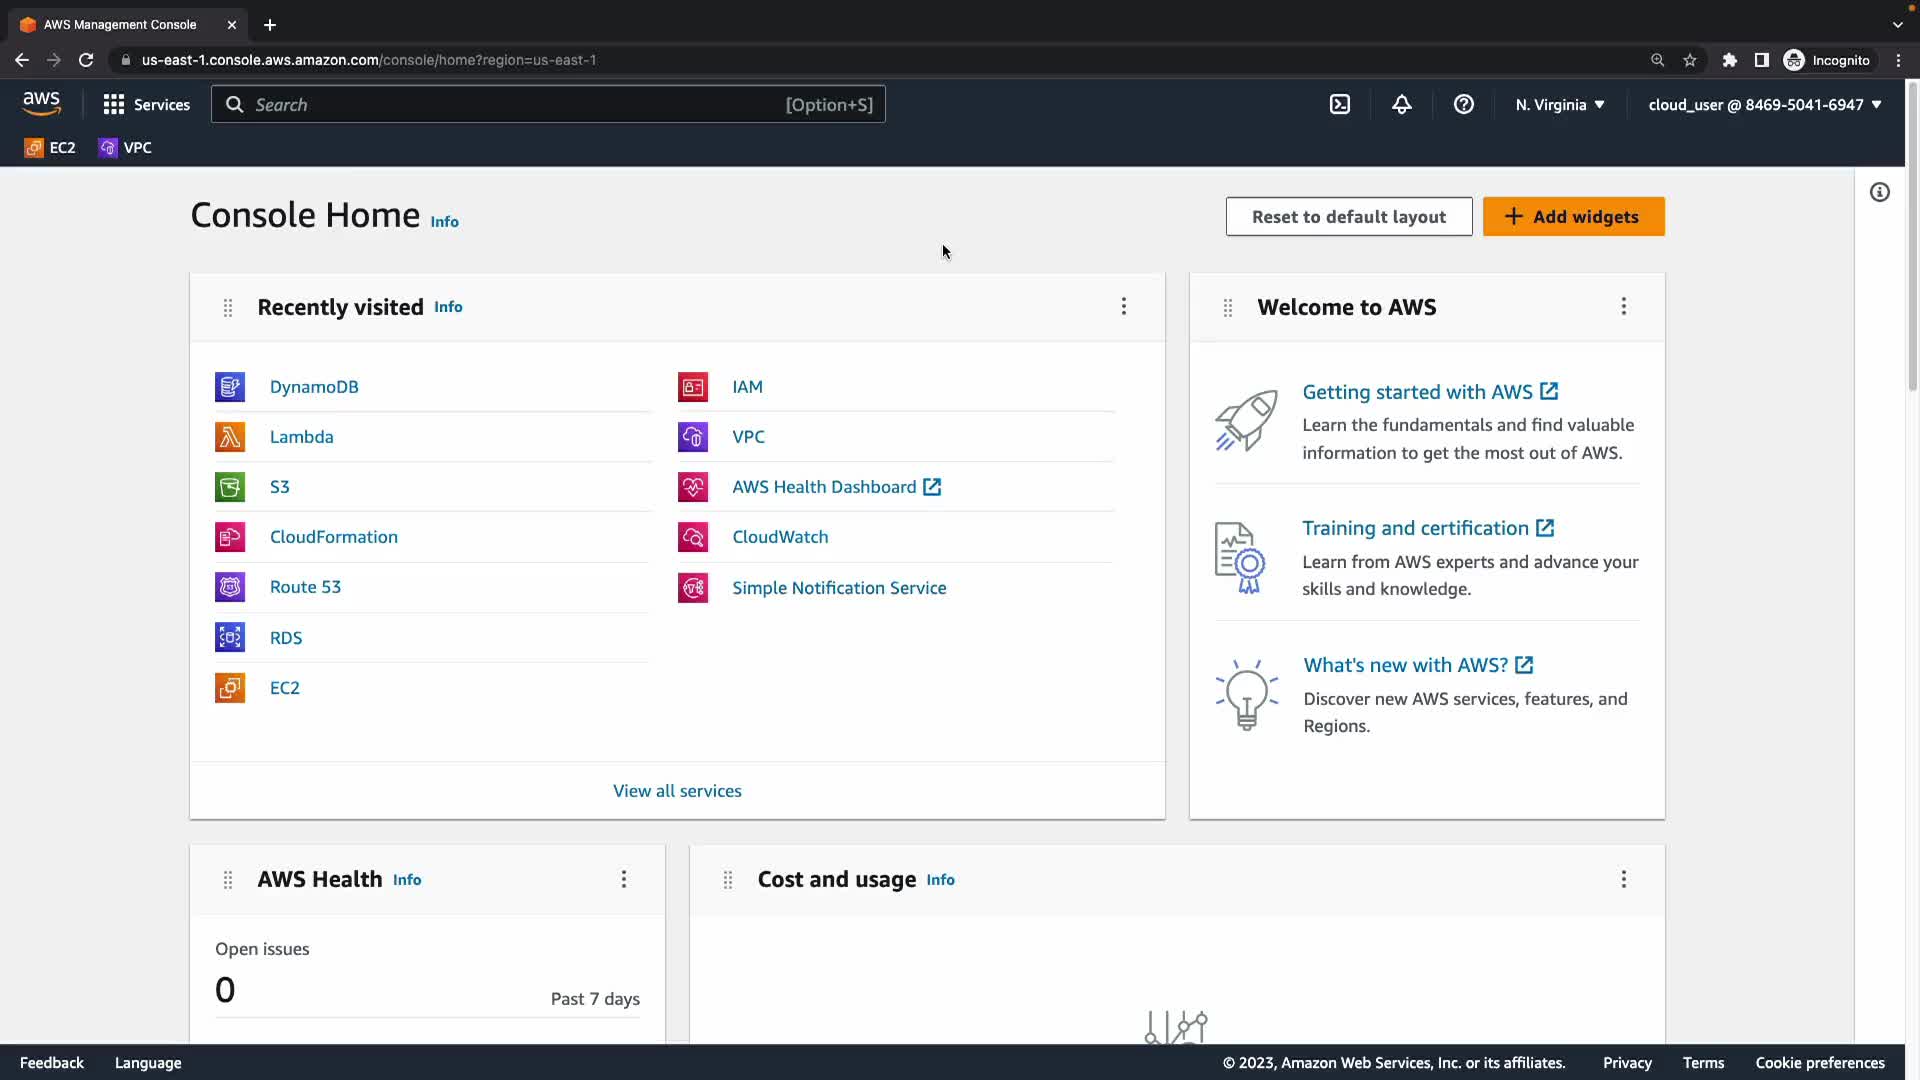 AWS Management Console
us-east-1.console.aws.amazon.com/console/home?region=us-east-1
Incognito
aws
Services
Search
[Option+S]
N. Virginia
cloud_user @ 8469-5041-6947
EC2
VPC
Console Home Info
Reset to default layout
Add widgets
Recently visited Info
DynamoDB
Lambda
S3
CloudFormation
Route 53
RDS
EC2
IAM
VPC
AWS Health Dashboard
CloudWatch
Simple Notification Service
View all services
Welcome to AWS
Getting started with AWS
Learn the fundamentals and find valuable
information to get the most out of AWS.
Training and certification
Learn from AWS experts and advance your
skills and knowledge.
What's new with AWS?
Discover new AWS services, features, and
Regions.
AWS Health Info
Open issues
0
Past 7 days
Cost and usage Info
Feedback
Language
© 2023, Amazon Web Services, Inc. or its affiliates.
Privacy
Terms
Cookie preferences